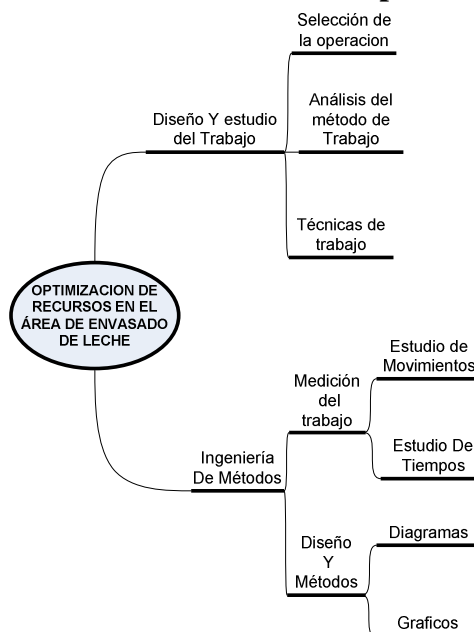 Selección de
la operacion
Análisis del
método de
Trabajo
Diseño Y estudio
del Trabajo
Técnicas de
trabajo
OPTIMIZACION DE
RECURSOS EN EL
ÁREA DE ENVASADO
DE LECHE
Estudio de
Movimientos
Medición
del
trabajo
Estudio De
Tiempos
Ingeniería
De Métodos
Diagramas
Diseño
Y
Métodos
Graficos